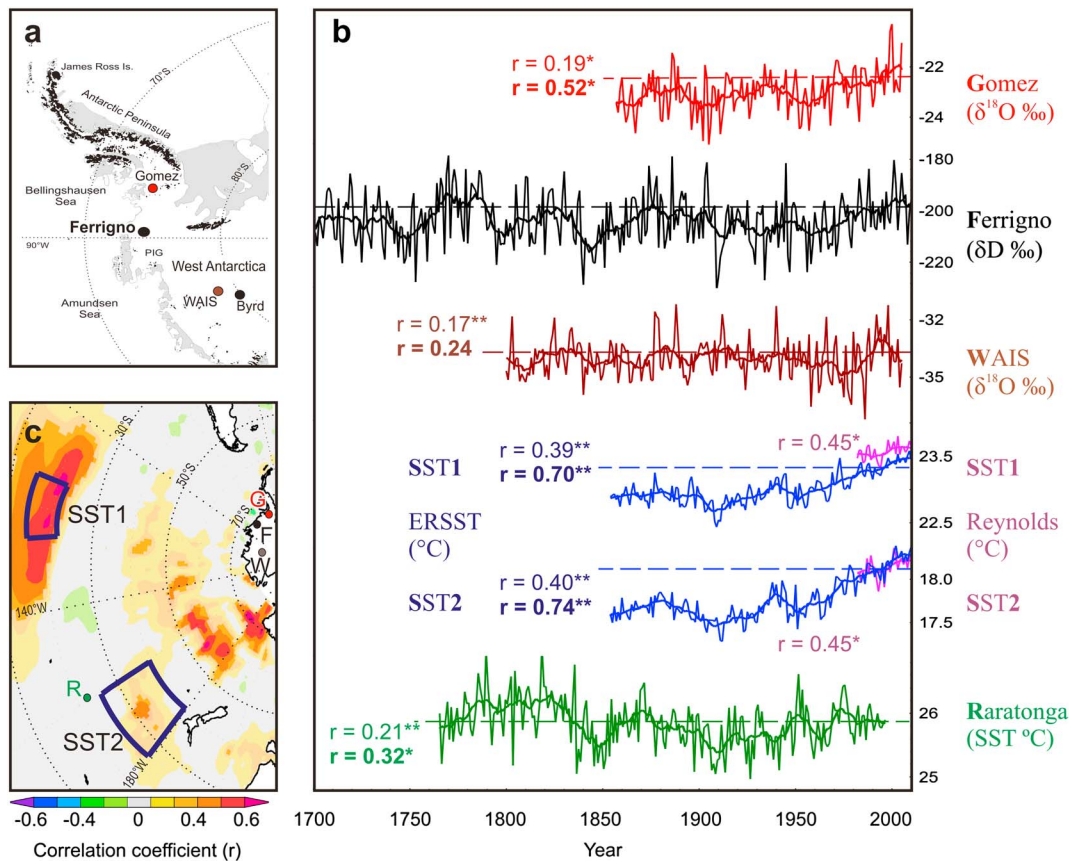 a
James Ross Is.
70°S
Antarctic Peninsula
80°S
Gomez
Bellingshausen
Sea
Ferrigno
90°W
PIG
West Antarctica
WAIS
Byrd
Amundsen
Sea
b
r = 0.19*
r = 0.52*
-22
-24
Gomez
(δ¹⁸O ‰)
-180
-200
-220
Ferrigno
(δD ‰)
r = 0.17**
r = 0.24
-32
-35
WAIS
(δ¹⁸O ‰)
SST1
r = 0.39**
r = 0.70**
r = 0.45*
23.5
22.5
SST1
ERSST
(°C)
Reynolds
(°C)
SST2
r = 0.40**
r = 0.74**
r = 0.45*
18.0
17.5
SST2
r = 0.21**
r = 0.32*
26
25
Raratonga
(SST ºC)
1700 1750 1800 1850 1900 1950 2000
Year
c
30°S
50°S
70°S
G
F
W
SST1
140°W
R
SST2
180°W
-0.6 -0.4 0 0.4 0.6
Correlation coefficient (r)